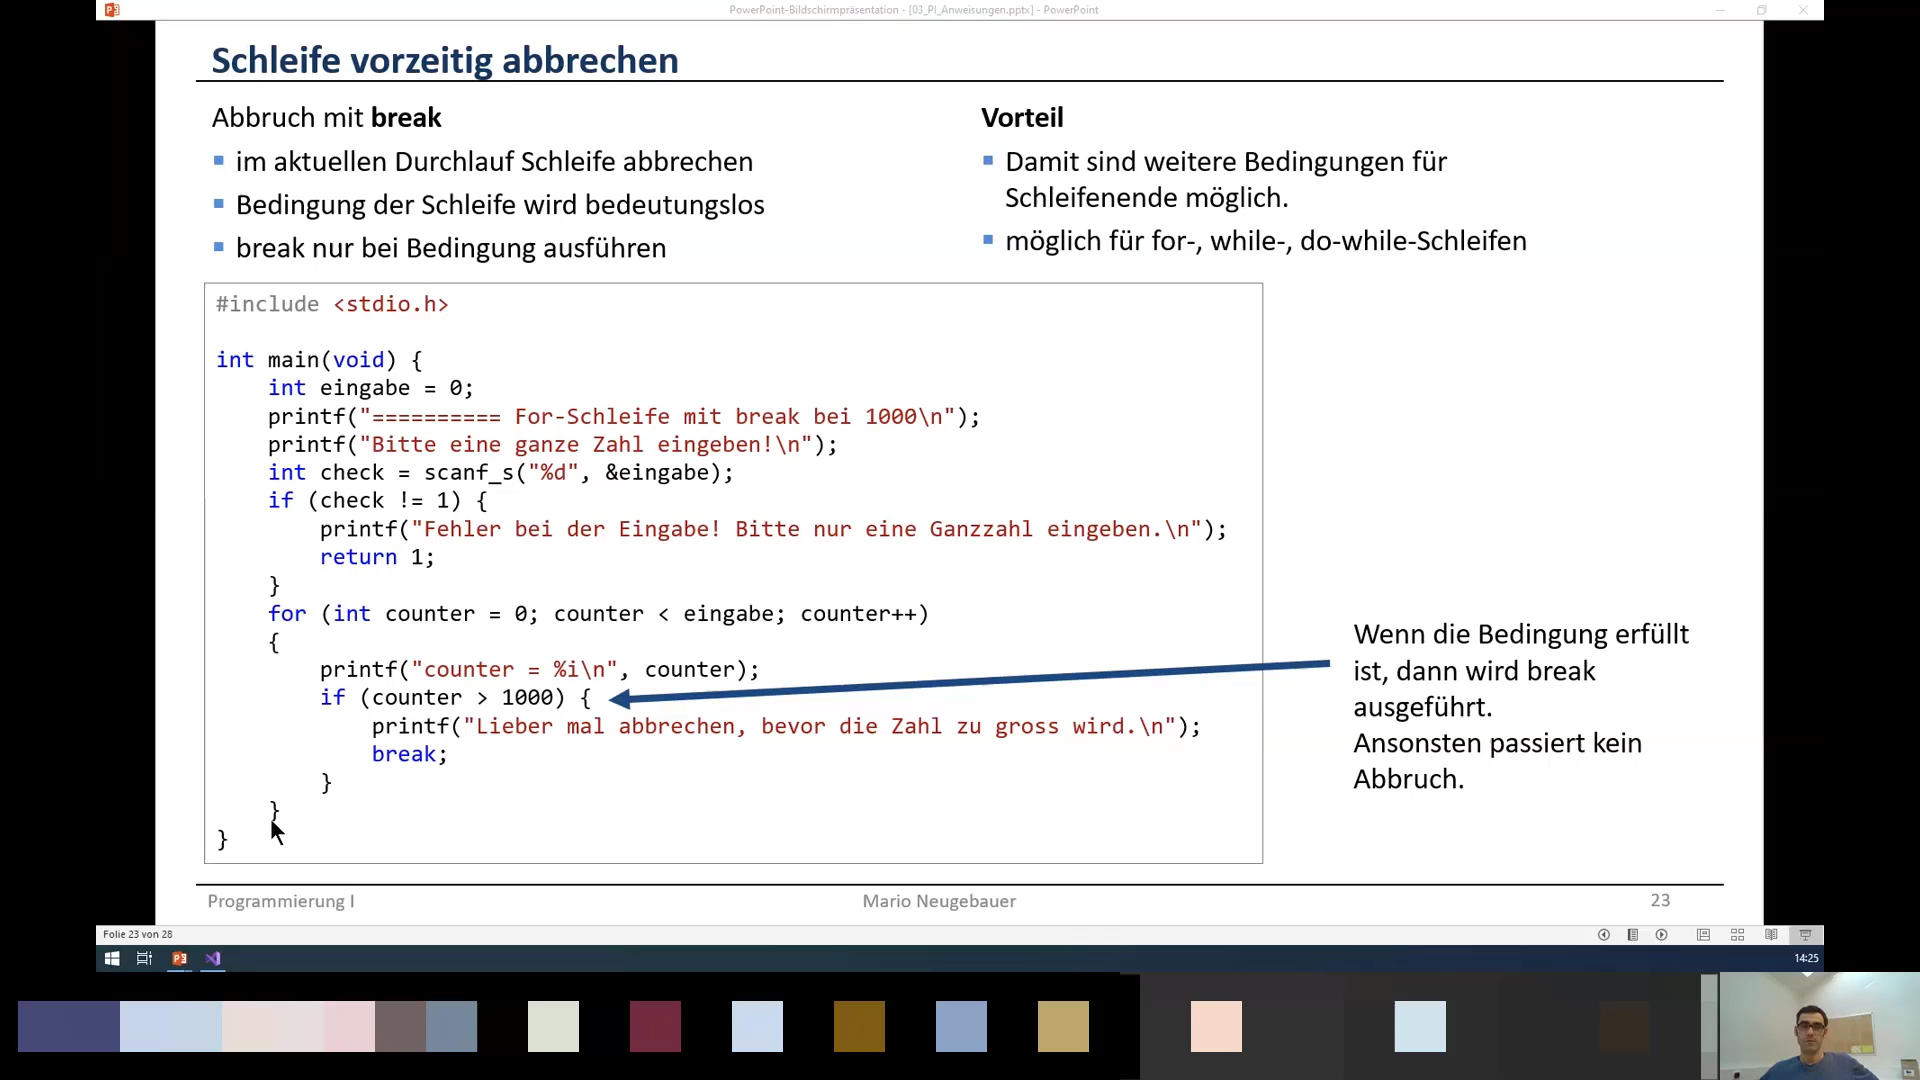 PowerPoint-Bildschirmpräsentation - [03_PI_Anweisungen.pptx] - PowerPoint
Schleife vorzeitig abbrechen
Abbruch mit break
im aktuellen Durchlauf Schleife abbrechen
Bedingung der Schleife wird bedeutungslos
break nur bei Bedingung ausführen
Vorteil
Damit sind weitere Bedingungen für
Schleifenende möglich.
möglich für for-, while-, do-while-Schleifen
#include <stdio.h>
int main(void) {
int eingabe = 0;
printf("========== For-Schleife mit break bei 1000\n");
printf("Bitte eine ganze Zahl eingeben!\n");
int check = scanf_s("%d", &eingabe);
if (check != 1) {
printf("Fehler bei der Eingabe! Bitte nur eine Ganzzahl eingeben.\n");
return 1;
}
for (int counter = 0; counter < eingabe; counter++)
{
printf("counter = %i\n", counter);
if (counter > 1000) {
printf("Lieber mal abbrechen, bevor die Zahl zu gross wird.\n");
break;
}
}
}
Wenn die Bedingung erfüllt
ist, dann wird break
ausgeführt.
Ansonsten passiert kein
Abbruch.
Programmierung I
Mario Neugebauer
23
Folie 23 von 28
14:25